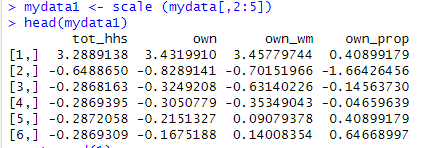 > mydata1 <- scale (mydata[,2:5])
> head(mydata1)
tot_hhs own own_wm own_prop
[1,] 3.2889138 3.4319910 3.45779744 0.40899179
[2,] -0.6488650 -0.8289141 -0.70151966 -1.66426456
[3,] -0.2868163 -0.3249208 -0.63140226 -0.14563730
[4,] -0.2869395 -0.3050779 -0.35349043 -0.04659639
[5,] -0.2872058 -0.2151327 0.09079378 0.40899179
[6,] -0.2869309 -0.1675188 0.14008354 0.64668997